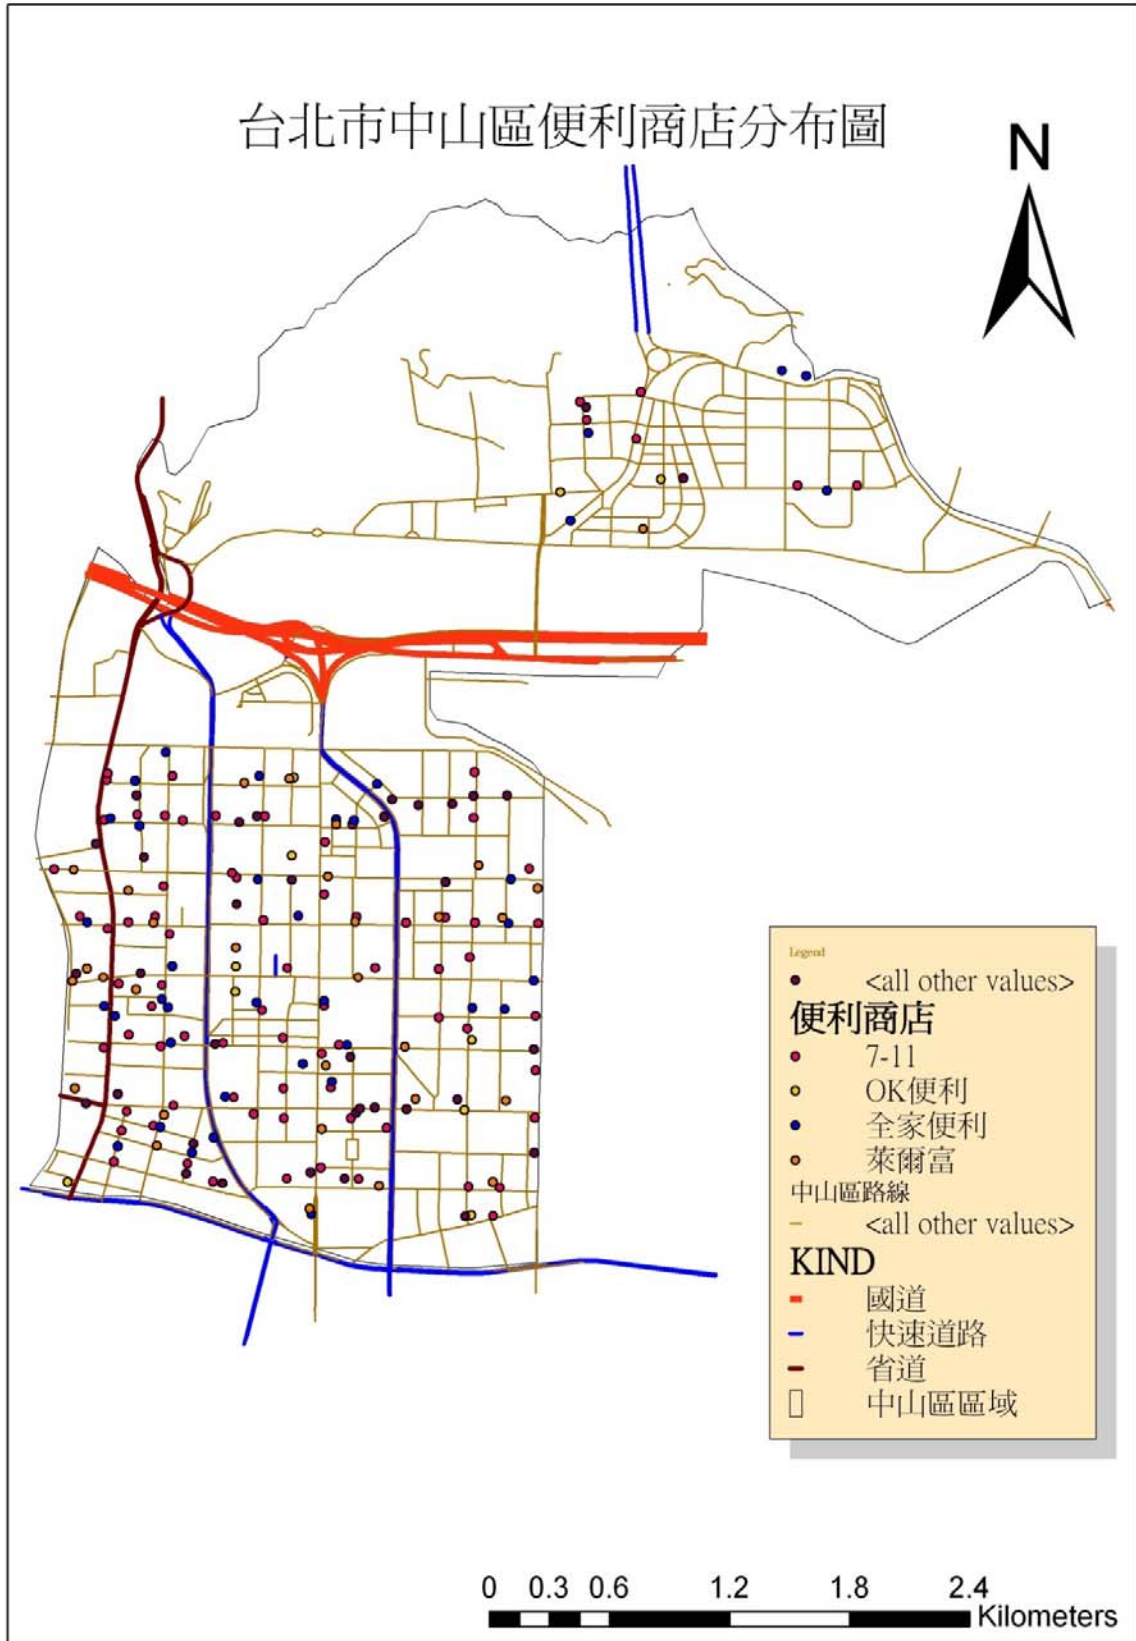 台北市中山區便利商店分布圖
N
Legend
<all other values>
便利商店
7-11
OK便利
全家便利
萊爾富
中山區路線
<all other values>
KIND
國道
快速道路
省道
中山區區域
0 0.3 0.6 1.2 1.8 2.4
Kilometers